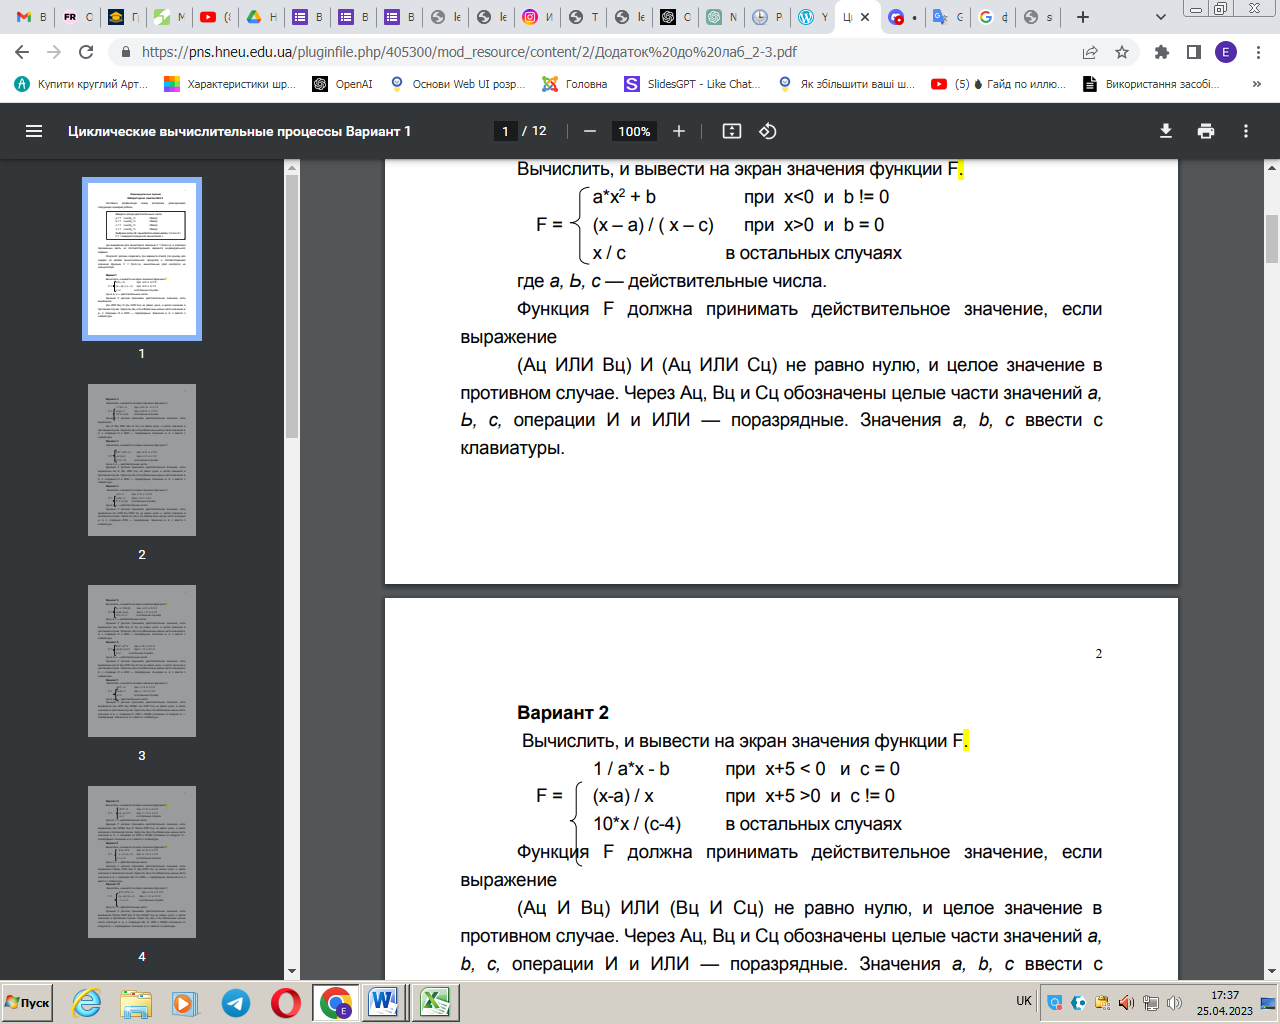 В
О
Г
М
(8
Н
В
В
В
Іе
Іе
И
Т
Іе
С
N
Р
Y
Ц
С
ф
s
https://pns.hneu.edu.ua/pluginfile.php/405300/mod_resource/content/2/Додаток%20до%20лаб_2-3.pdf
E
Купити круглий Арт...
Характеристики шр...
OpenAI
Основи Web UI розр...
Головна
SlidesGPT - Like Chat...
Як збільшити ваші ш...
(5) Гайд по иллю...
Використання засобі...
»
Циклические вычислительные процессы Вариант 1
1 / 12
100%
1
2
3
4
Вычислить, и вывести на экран значения функции F.
a*x² + b при x<0 и b != 0
F = (x – a) / ( x – c) при x>0 и b = 0
x / c в остальных случаях
где а, Ь, с — действительные числа.
Функция F должна принимать действительное значение, если
выражение
(Ац ИЛИ Вц) И (Ац ИЛИ Сц) не равно нулю, и целое значение в
противном случае. Через Ац, Вц и Сц обозначены целые части значений а,
Ь, с, операции И и ИЛИ — поразрядные. Значения a, b, c ввести с
клавиатуры.
2
Вариант 2
Вычислить, и вывести на экран значения функции F.
1 / a*x - b при x+5 < 0 и c = 0
F = (x-a) / x при x+5 >0 и c != 0
10*x / (c-4) в остальных случаях
Функция F должна принимать действительное значение, если
выражение
(Ац И Вц) ИЛИ (Вц И Сц) не равно нулю, и целое значение в
противном случае. Через Ац, Вц и Сц обозначены целые части значений а,
b, c, операции И и ИЛИ — поразрядные. Значения a, b, c ввести с
Пуск
UK
17:37
25.04.2023